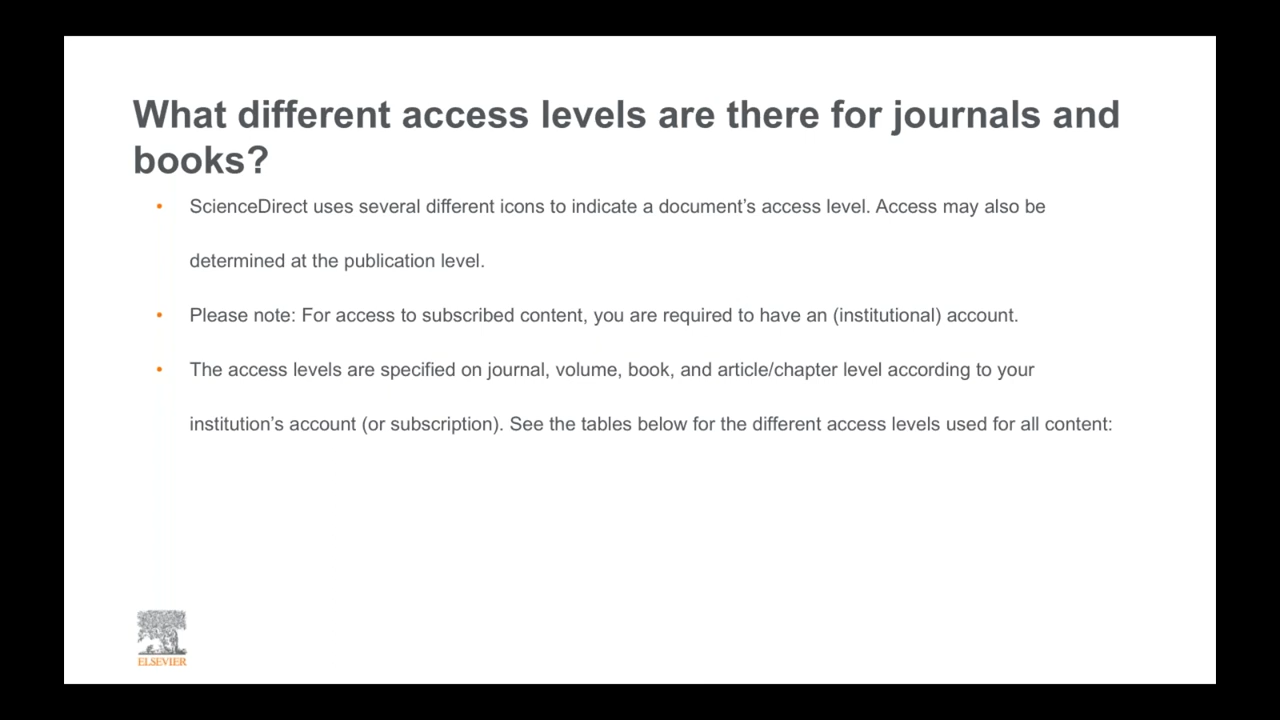 What different access levels are there for journals and
books?
• ScienceDirect uses several different icons to indicate a document’s access level. Access may also be
determined at the publication level.
• Please note: For access to subscribed content, you are required to have an (institutional) account.
• The access levels are specified on journal, volume, book, and article/chapter level according to your
institution’s account (or subscription). See the tables below for the different access levels used for all content:
ELSEVIER